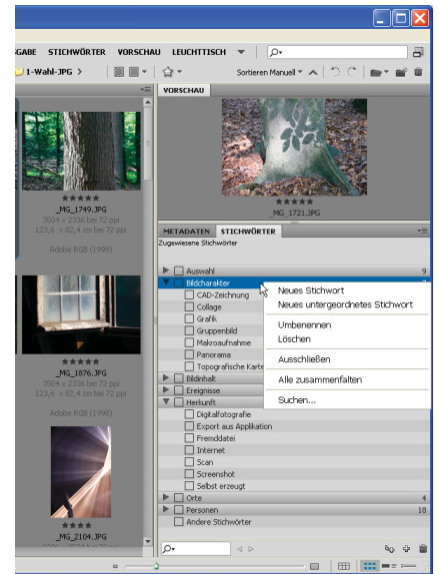 GABE STICHWÖRTER VORSCHAU LEUCHTTISCH
1-Wahl-JPG > Sortieren Manuell
VORSCHAU
_MG_1749.JPG
3504 x 2336 bei 72 ppi
123,6 x 82,4 cm bei 72 ppi
Adobe RGB (1998)
_MG_1876.JPG
3504 x 2336 bei 72 ppi
123,6 x 82,4 cm bei 72 ppi
Adobe RGB (1998)
_MG_2104.JPG
_MG_1721.JPG
METADATEN STICHWÖRTER
Zugewiesene Stichwörter
Auswahl 9
Bildcharakter
CAD-Zeichnung
Collage
Grafik
Gruppenbild
Makroaufnahme
Panorama
Topografische Karte
Bildinhalt
Ereignisse
Herkunft
Digitalfotografie
Export aus Applikation
Fremddatei
Internet
Scan
Screenshot
Selbst erzeugt
Orte 4
Personen 18
Andere Stichwörter
Neues Stichwort
Neues untergeordnetes Stichwort
Umbenennen
Löschen
Ausschließen
Alle zusammenfalten
Suchen...